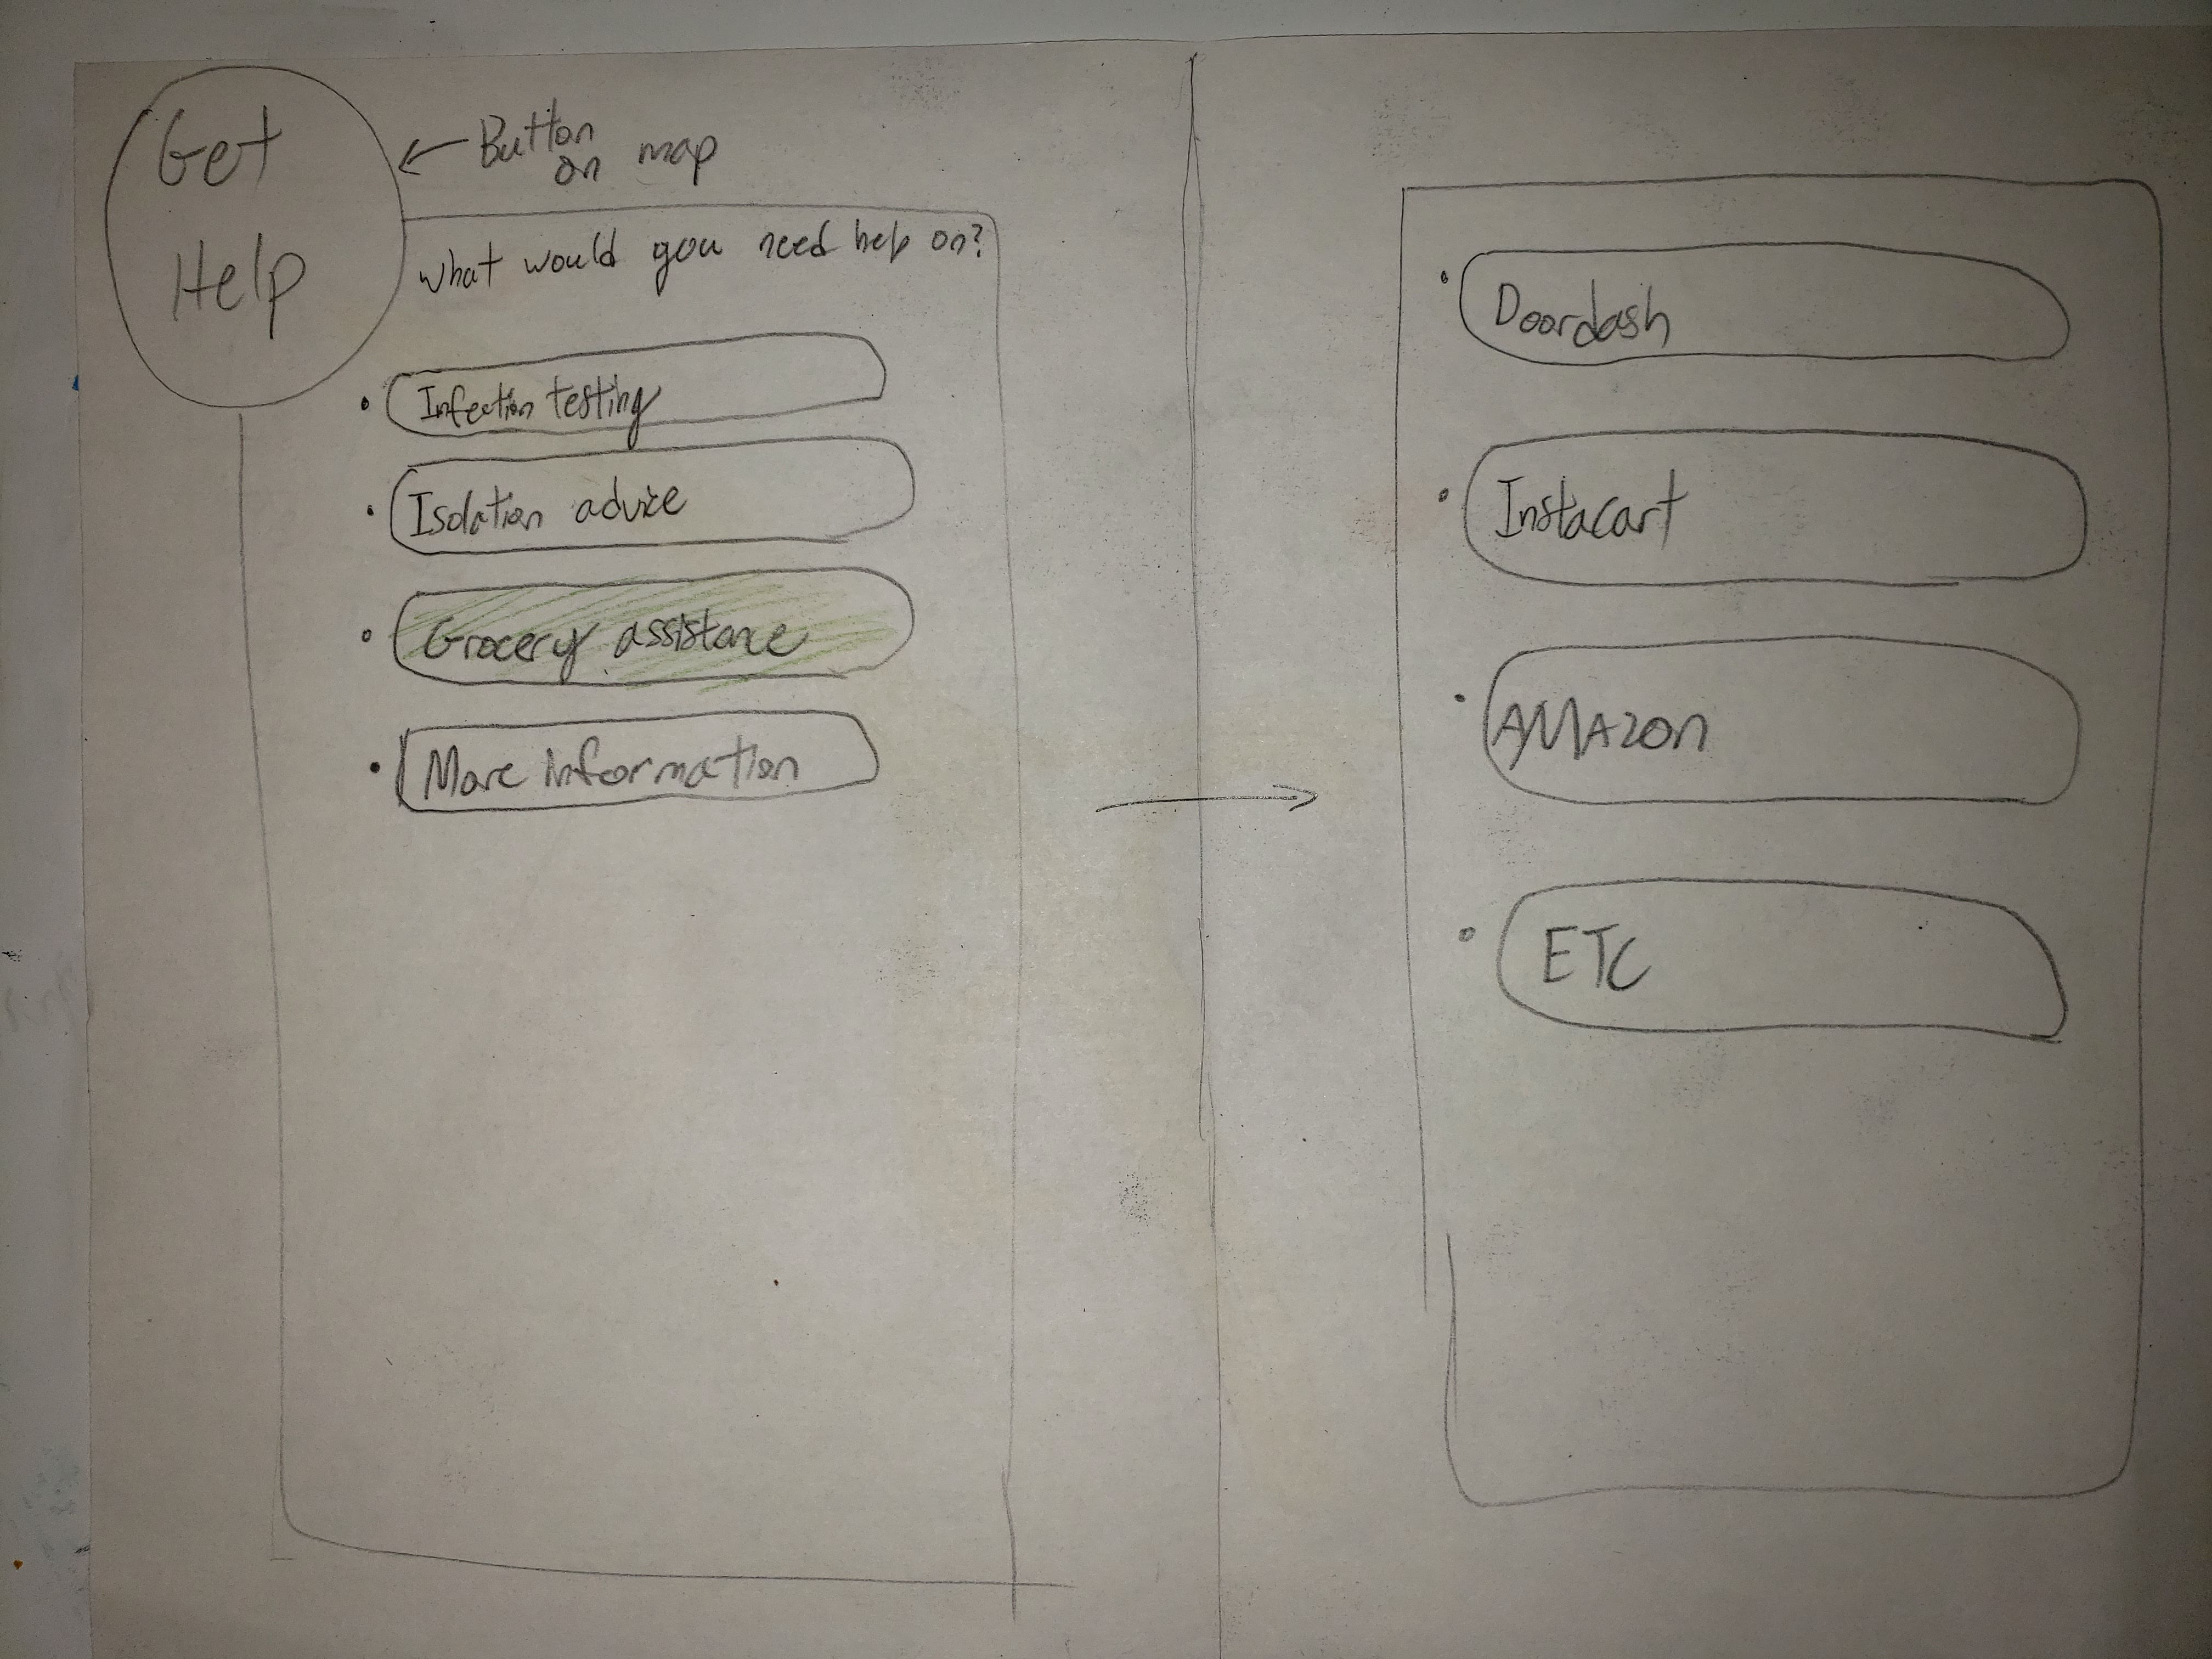 Get
Help
← Button
on map
What would you need help on?
• Infection testing
• Isolation advice
• Grocery assistance
• More information
• Doordash
• Instacart
• AMAzon
• ETC